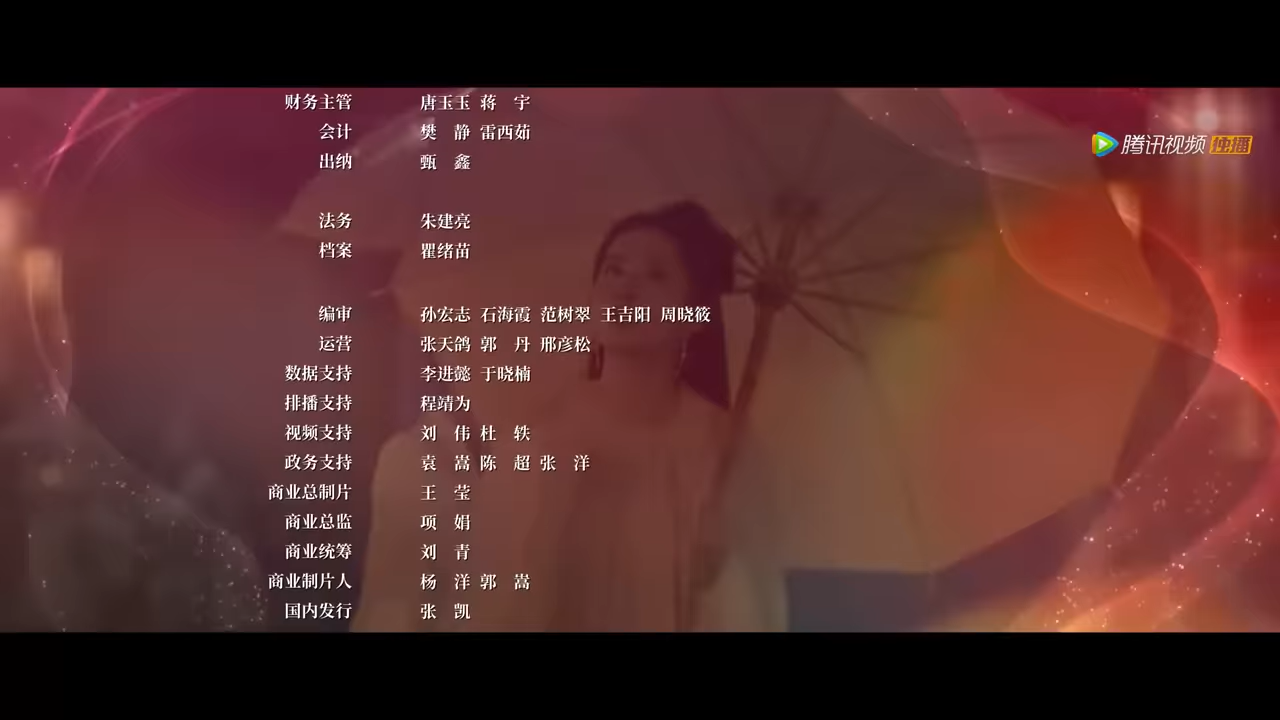 财务主管 唐玉玉 蒋 宇
会计 樊 静 雷西茹
腾讯视频 独播
出纳 甄 鑫
法务 朱建亮
档案 瞿绪苗
编审 孙宏志 石海霞 范树翠 王吉阳 周晓筱
运营 张天鸽 郭 丹 邢彦松
数据支持 李进懿 于晓楠
排播支持 程靖为
视频支持 刘 伟 杜 轶
政务支持 袁 嵩 陈 超 张 洋
商业总制片 王 莹
商业总监 项 娟
商业统筹 刘 青
商业制片人 杨 洋 郭 嵩
国内发行 张 凯